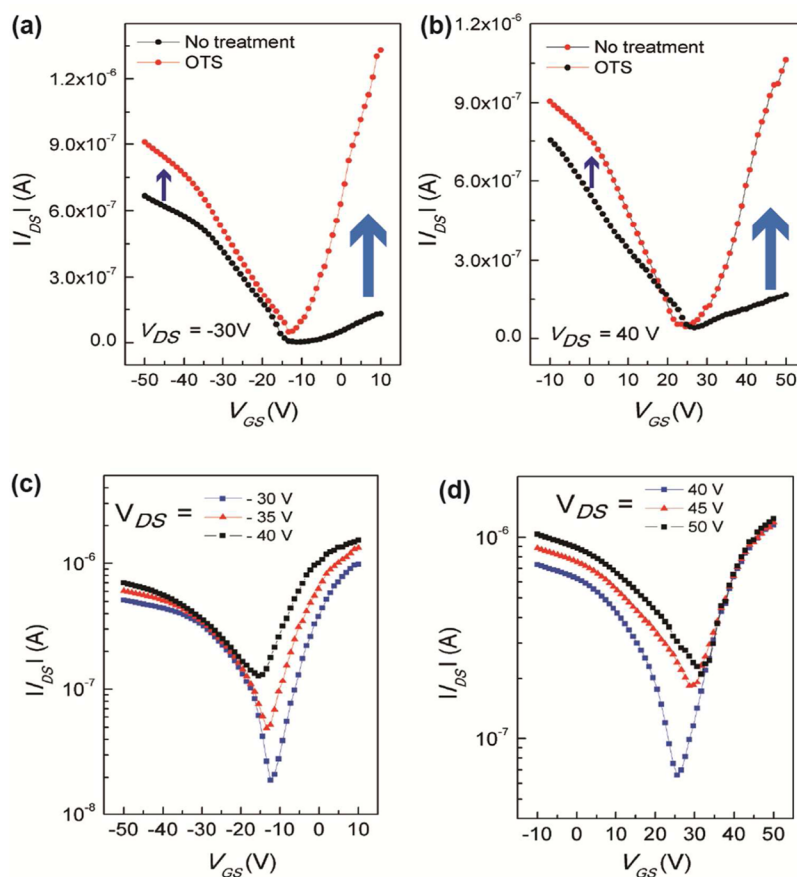 (a)
No treatment
OTS
1.2x10⁻⁶
9.0x10⁻⁷
6.0x10⁻⁷
3.0x10⁻⁷
0.0
|I_DS| (A)
V_DS = -30V
-50 -40 -30 -20 -10 0 10
V_GS (V)
(b)
No treatment
OTS
1.2x10⁻⁶
9.0x10⁻⁷
6.0x10⁻⁷
3.0x10⁻⁷
0.0
|I_DS| (A)
V_DS = 40 V
-10 0 10 20 30 40 50
V_GS (V)
(c)
V_DS =
- 30 V
- 35 V
- 40 V
10⁻⁶
10⁻⁷
10⁻⁸
|I_DS| (A)
-50 -40 -30 -20 -10 0 10
V_GS (V)
(d)
V_DS =
40 V
45 V
50 V
10⁻⁶
10⁻⁷
|I_DS| (A)
-10 0 10 20 30 40 50
V_GS (V)